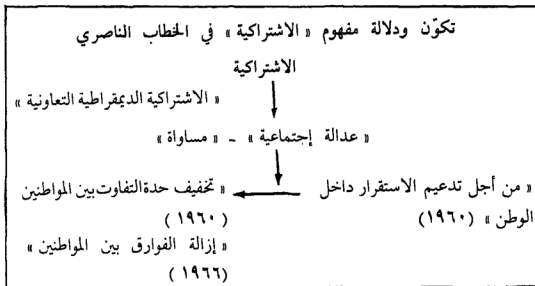 تكوّن ودلالة مفهوم « الاشتراكية » في الخطاب الناصري
الاشتراكية
« الاشتراكية الديمقراطية التعاونية »
« عدالة إجتماعية » - « مساواة »
« من أجل تدعيم الاستقرار داخل
الوطن » (١٩٦٠)
« تخفيف حدة التفاوت بين المواطنين
(١٩٦٠)
« إزالة الفوارق بين المواطنين »
(١٩٦٦)